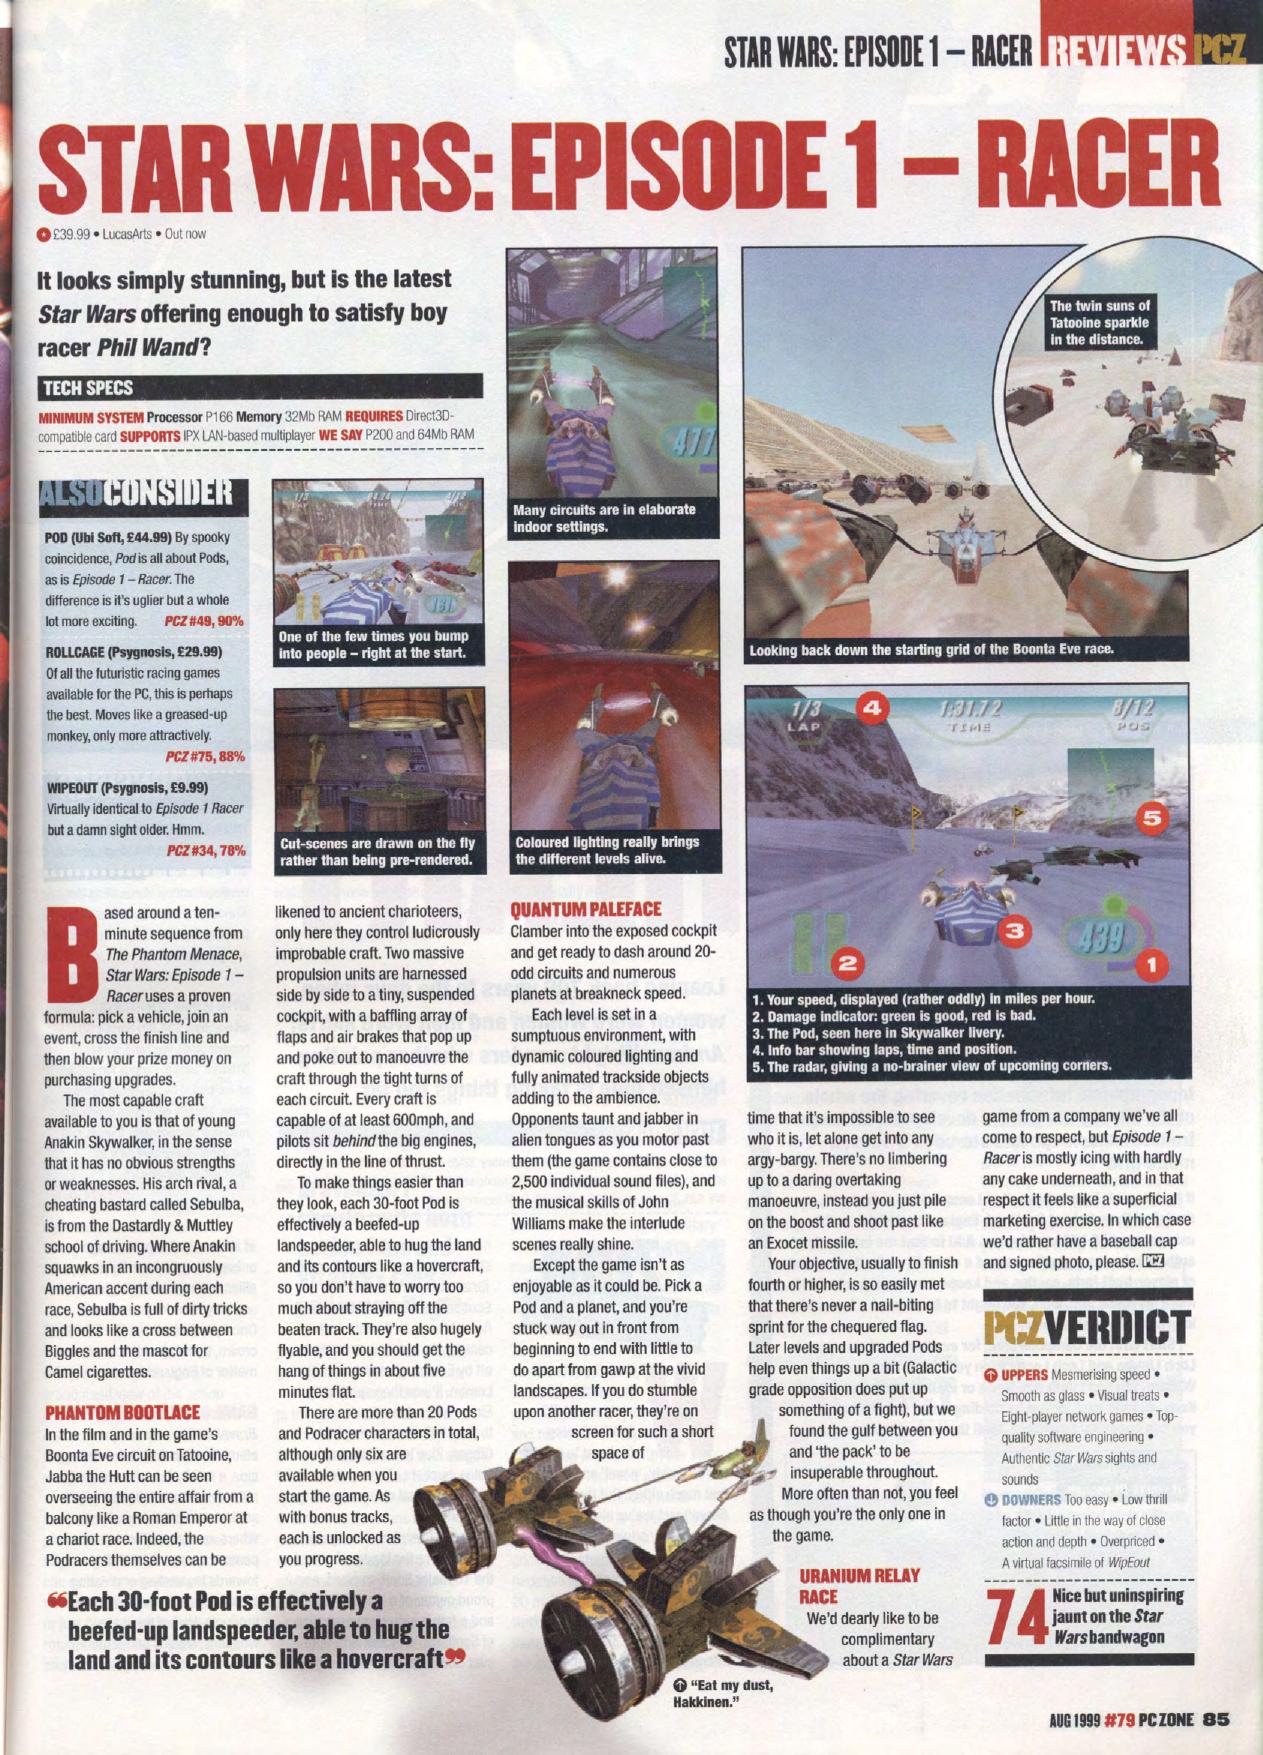 STAR WARS: EPISODE 1 – RACER REVIEWS PCZ
STAR WARS: EPISODE 1 – RACER
£39.99 • LucasArts • Out now
It looks simply stunning, but is the latest
Star Wars offering enough to satisfy boy
racer Phil Wand?
TECH SPECS
MINIMUM SYSTEM Processor P166 Memory 32Mb RAM REQUIRES Direct3D-
compatible card SUPPORTS IPX LAN-based multiplayer WE SAY P200 and 64Mb RAM
ALSO CONSIDER
POD (Ubi Soft, £44.99) By spooky
coincidence, Pod is all about Pods,
as is Episode 1 – Racer. The
difference is it's uglier but a whole
lot more exciting. PCZ #49, 90%
ROLLCAGE (Psygnosis, £29.99)
Of all the futuristic racing games
available for the PC, this is perhaps
the best. Moves like a greased-up
monkey, only more attractively.
PCZ #75, 88%
WIPEOUT (Psygnosis, £9.99)
Virtually identical to Episode 1 Racer
but a damn sight older. Hmm.
PCZ #34, 78%
181
One of the few times you bump
into people – right at the start.
Cut-scenes are drawn on the fly
rather than being pre-rendered.
477
Many circuits are in elaborate
indoor settings.
Coloured lighting really brings
the different levels alive.
The twin suns of
Tatooine sparkle
in the distance.
Looking back down the starting grid of the Boonta Eve race.
1/3
LAP
4
1:31.72
TIME
8/12
POS
5
3
2
439
1
1. Your speed, displayed (rather oddly) in miles per hour.
2. Damage indicator: green is good, red is bad.
3. The Pod, seen here in Skywalker livery.
4. Info bar showing laps, time and position.
5. The radar, giving a no-brainer view of upcoming corners.
Based around a ten-
minute sequence from
The Phantom Menace,
Star Wars: Episode 1 –
Racer uses a proven
formula: pick a vehicle, join an
event, cross the finish line and
then blow your prize money on
purchasing upgrades.
The most capable craft
available to you is that of young
Anakin Skywalker, in the sense
that it has no obvious strengths
or weaknesses. His arch rival, a
cheating bastard called Sebulba,
is from the Dastardly & Muttley
school of driving. Where Anakin
squawks in an incongruously
American accent during each
race, Sebulba is full of dirty tricks
and looks like a cross between
Biggles and the mascot for
Camel cigarettes.
PHANTOM BOOTLACE
In the film and in the game's
Boonta Eve circuit on Tatooine,
Jabba the Hutt can be seen
overseeing the entire affair from a
balcony like a Roman Emperor at
a chariot race. Indeed, the
Podracers themselves can be
likened to ancient charioteers,
only here they control ludicrously
improbable craft. Two massive
propulsion units are harnessed
side by side to a tiny, suspended
cockpit, with a baffling array of
flaps and air brakes that pop up
and poke out to manoeuvre the
craft through the tight turns of
each circuit. Every craft is
capable of at least 600mph, and
pilots sit behind the big engines,
directly in the line of thrust.
To make things easier than
they look, each 30-foot Pod is
effectively a beefed-up
landspeeder, able to hug the land
and its contours like a hovercraft,
so you don't have to worry too
much about straying off the
beaten track. They're also hugely
flyable, and you should get the
hang of things in about five
minutes flat.
There are more than 20 Pods
and Podracer characters in total,
although only six are
available when you
start the game. As
with bonus tracks,
each is unlocked as
you progress.
QUANTUM PALEFACE
Clamber into the exposed cockpit
and get ready to dash around 20-
odd circuits and numerous
planets at breakneck speed.
Each level is set in a
sumptuous environment, with
dynamic coloured lighting and
fully animated trackside objects
adding to the ambience.
Opponents taunt and jabber in
alien tongues as you motor past
them (the game contains close to
2,500 individual sound files), and
the musical skills of John
Williams make the interlude
scenes really shine.
Except the game isn't as
enjoyable as it could be. Pick a
Pod and a planet, and you're
stuck way out in front from
beginning to end with little to
do apart from gawp at the vivid
landscapes. If you do stumble
upon another racer, they're on
screen for such a short
space of
time that it's impossible to see
who it is, let alone get into any
argy-bargy. There's no limbering
up to a daring overtaking
manoeuvre, instead you just pile
on the boost and shoot past like
an Exocet missile.
Your objective, usually to finish
fourth or higher, is so easily met
that there's never a nail-biting
sprint for the chequered flag.
Later levels and upgraded Pods
help even things up a bit (Galactic
grade opposition does put up
something of a fight), but we
found the gulf between you
and 'the pack' to be
insuperable throughout.
More often than not, you feel
as though you're the only one in
the game.
URANIUM RELAY
RACE
We'd dearly like to be
complimentary
about a Star Wars
game from a company we've all
come to respect, but Episode 1 –
Racer is mostly icing with hardly
any cake underneath, and in that
respect it feels like a superficial
marketing exercise. In which case
we'd rather have a baseball cap
and signed photo, please. PCZ
“Each 30-foot Pod is effectively a
beefed-up landspeeder, able to hug the
land and its contours like a hovercraft”
“Eat my dust,
Hakkinen.”
PCZ VERDICT
UPPERS Mesmerising speed •
Smooth as glass • Visual treats •
Eight-player network games • Top-
quality software engineering •
Authentic Star Wars sights and
sounds
DOWNERS Too easy • Low thrill
factor • Little in the way of close
action and depth • Overpriced •
A virtual facsimile of WipEout
74 Nice but uninspiring
jaunt on the Star
Wars bandwagon
AUG 1999 #79 PC ZONE 85